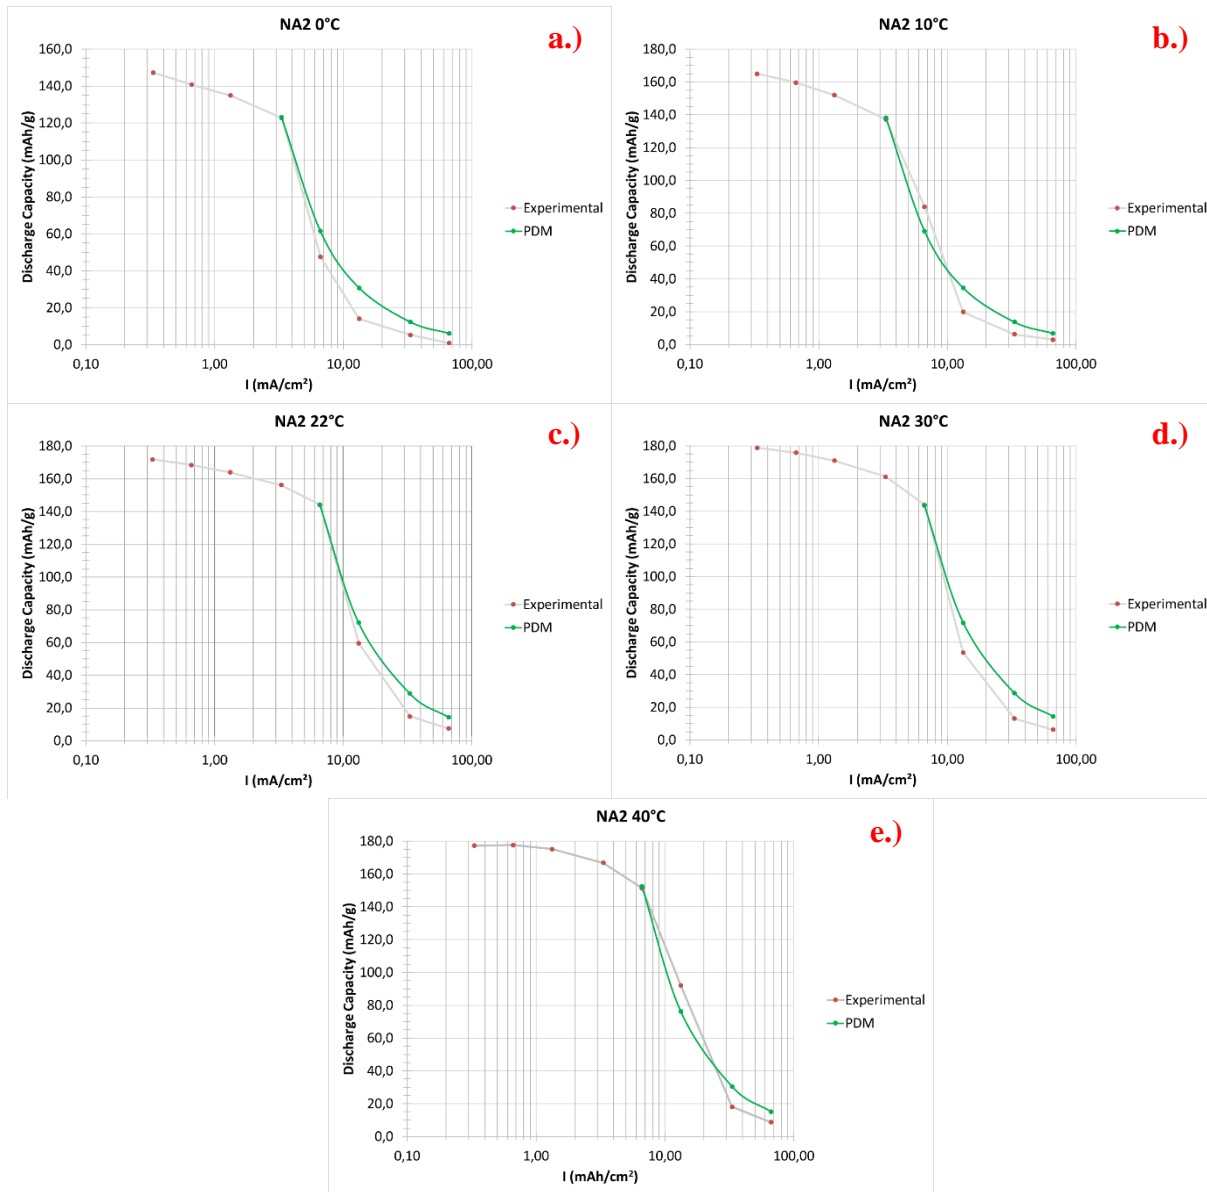 NA2 0°C
a.)
160,0
140,0
120,0
100,0
80,0
60,0
40,0
20,0
0,0
Discharge Capacity (mAh/g)
0,10 1,00 10,00 100,00
I (mA/cm²)
Experimental
PDM
NA2 10°C
b.)
180,0
160,0
140,0
120,0
100,0
80,0
60,0
40,0
20,0
0,0
Discharge Capacity (mAh/g)
0,10 1,00 10,00 100,00
I (mA/cm²)
Experimental
PDM
NA2 22°C
c.)
180,0
160,0
140,0
120,0
100,0
80,0
60,0
40,0
20,0
0,0
Discharge Capacity (mAh/g)
0,10 1,00 10,00 100,00
I (mA/cm²)
Experimental
PDM
NA2 30°C
d.)
180,0
160,0
140,0
120,0
100,0
80,0
60,0
40,0
20,0
0,0
Discharge Capacity (mAh/g)
0,10 1,00 10,00 100,00
I (mA/cm²)
Experimental
PDM
NA2 40°C
e.)
180,0
160,0
140,0
120,0
100,0
80,0
60,0
40,0
20,0
0,0
Discharge Capacity (mAh/g)
0,10 1,00 10,00 100,00
I (mAh/cm²)
Experimental
PDM